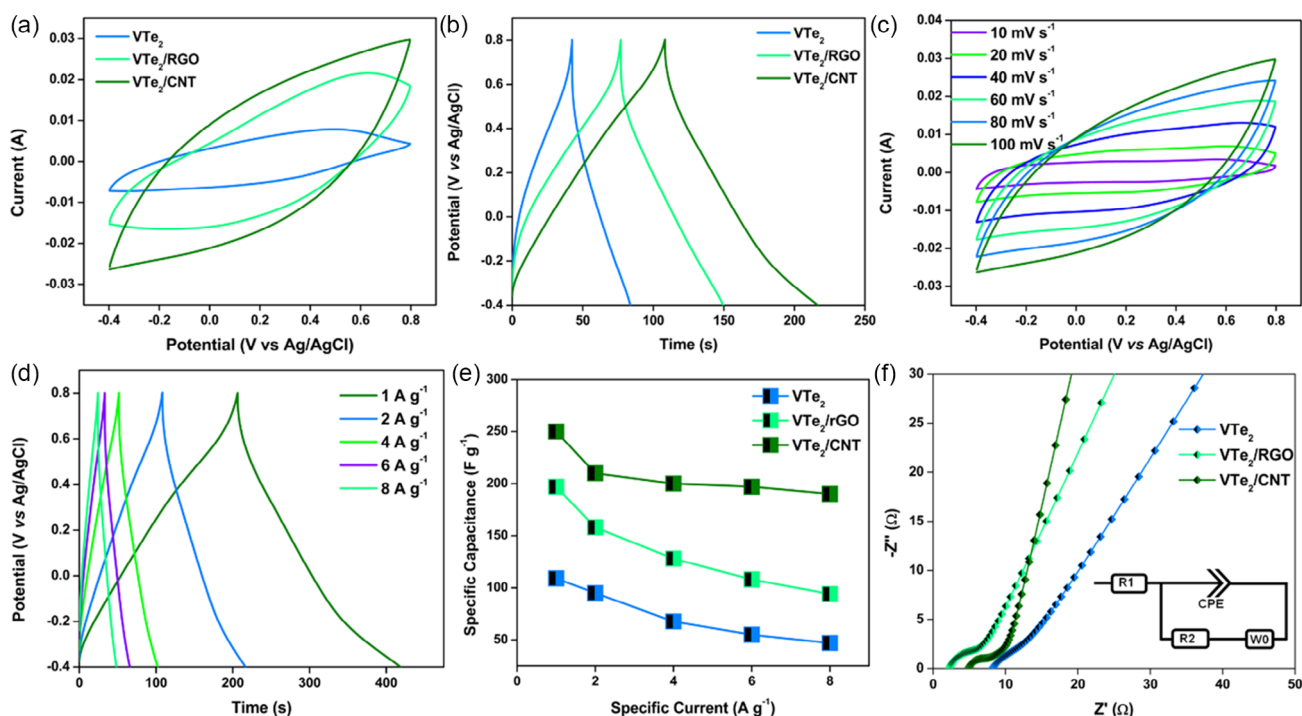 (a)
VTe₂
VTe₂/RGO
VTe₂/CNT
0.03
0.02
0.01
0.00
-0.01
-0.02
-0.03
Current (A)
-0.4 -0.2 0.0 0.2 0.4 0.6 0.8
Potential (V vs Ag/AgCl)
(b)
VTe₂
VTe₂/RGO
VTe₂/CNT
0.8
0.6
0.4
0.2
0.0
-0.2
-0.4
Potential (V vs Ag/AgCl)
0 50 100 150 200 250
Time (s)
(c)
10 mV s⁻¹
20 mV s⁻¹
40 mV s⁻¹
60 mV s⁻¹
80 mV s⁻¹
100 mV s⁻¹
0.04
0.03
0.02
0.01
0.00
-0.01
-0.02
-0.03
Current (A)
-0.4 -0.2 0.0 0.2 0.4 0.6 0.8
Potential (V vs Ag/AgCl)
(d)
1 A g⁻¹
2 A g⁻¹
4 A g⁻¹
6 A g⁻¹
8 A g⁻¹
0.8
0.6
0.4
0.2
0.0
-0.2
-0.4
Potential (V vs Ag/AgCl)
0 100 200 300 400
Time (s)
(e)
VTe₂
VTe₂/rGO
VTe₂/CNT
300
250
200
150
100
50
Specific Capacitance (F g⁻¹)
2 4 6 8
Specific Current (A g⁻¹)
(f)
VTe₂
VTe₂/RGO
VTe₂/CNT
30
25
20
15
10
5
0
-Z'' (Ω)
R1
CPE
R2
W0
0 10 20 30 40 50
Z' (Ω)